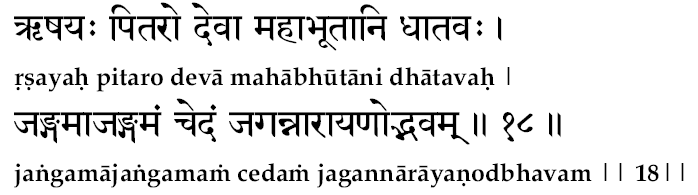 ऋषयः पितरो देवा महाभूतानि धातवः ।
ṛṣayaḥ pitaro devā mahābhūtāni dhātavaḥ |
जङ्गमाजङ्गमं चेदं जगन्नारायणोद्भवम् ॥ १८ ॥
jaṅgamājaṅgamaṁ cedaṁ jagannārāyaṇodbhavam || 18||